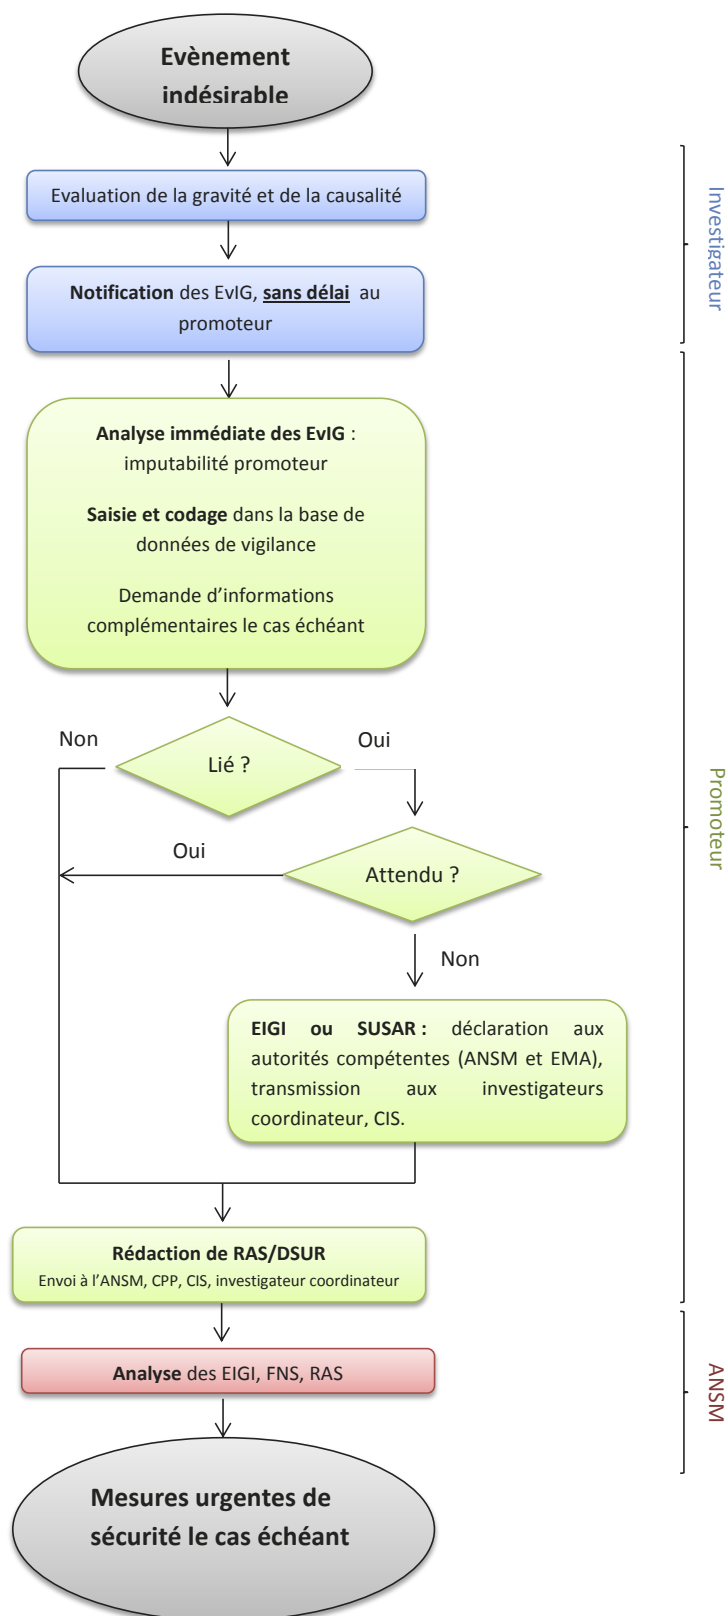 Evènement
indésirable
Evaluation de la gravité et de la causalité
Notification des EvIG, sans délai au
promoteur
Investigateur
Analyse immédiate des EvIG :
imputabilité promoteur
Saisie et codage dans la base de
données de vigilance
Demande d’informations
complémentaires le cas échéant
Non
Oui
Lié ?
Promoteur
Oui
Attendu ?
Non
EIGI ou SUSAR : déclaration aux
autorités compétentes (ANSM et EMA),
transmission aux investigateurs
coordinateur, CIS.
Rédaction de RAS/DSUR
Envoi à l’ANSM, CPP, CIS, investigateur coordinateur
Analyse des EIGI, FNS, RAS
ANSM
Mesures urgentes de
sécurité le cas échéant